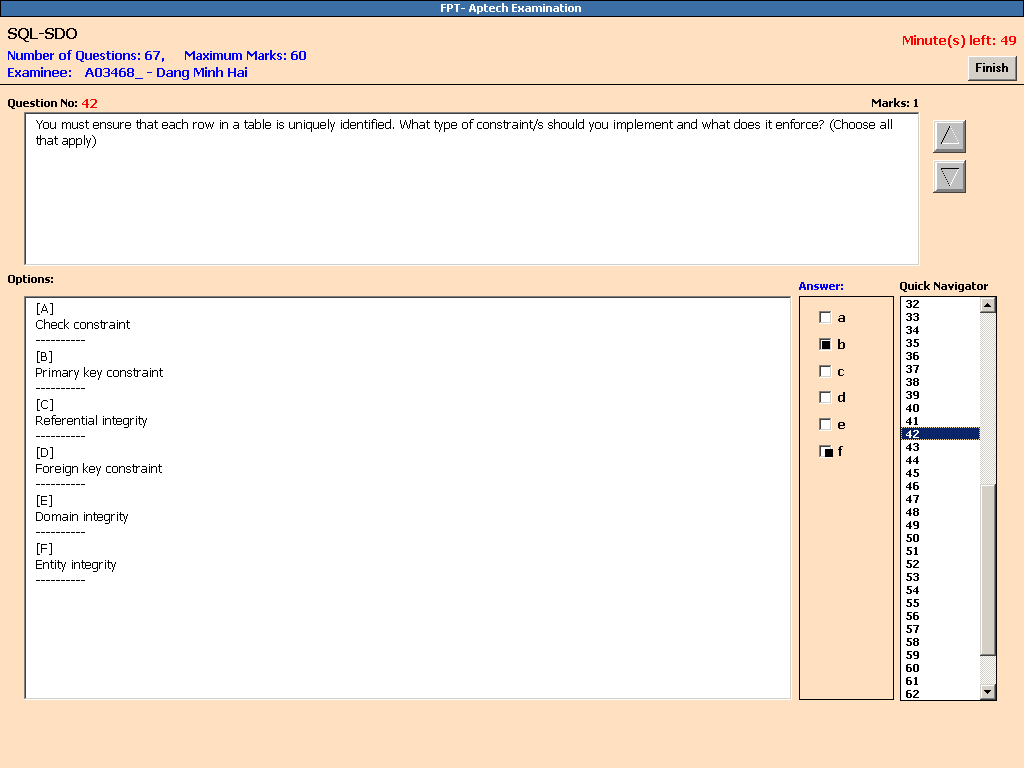 FPT- Aptech Examination
SQL-SDO
Number of Questions: 67, Maximum Marks: 60
Minute(s) left: 49
Examinee: A03468_ - Dang Minh Hai
Finish
Question No: 42
Marks: 1
You must ensure that each row in a table is uniquely identified. What type of constraint/s should you implement and what does it enforce? (Choose all
that apply)
Options:
Answer:
Quick Navigator
[A]
Check constraint
----------
[B]
Primary key constraint
----------
[C]
Referential integrity
----------
[D]
Foreign key constraint
----------
[E]
Domain integrity
----------
[F]
Entity integrity
----------
a
b
c
d
e
f
32
33
34
35
36
37
38
39
40
41
42
43
44
45
46
47
48
49
50
51
52
53
54
55
56
57
58
59
60
61
62